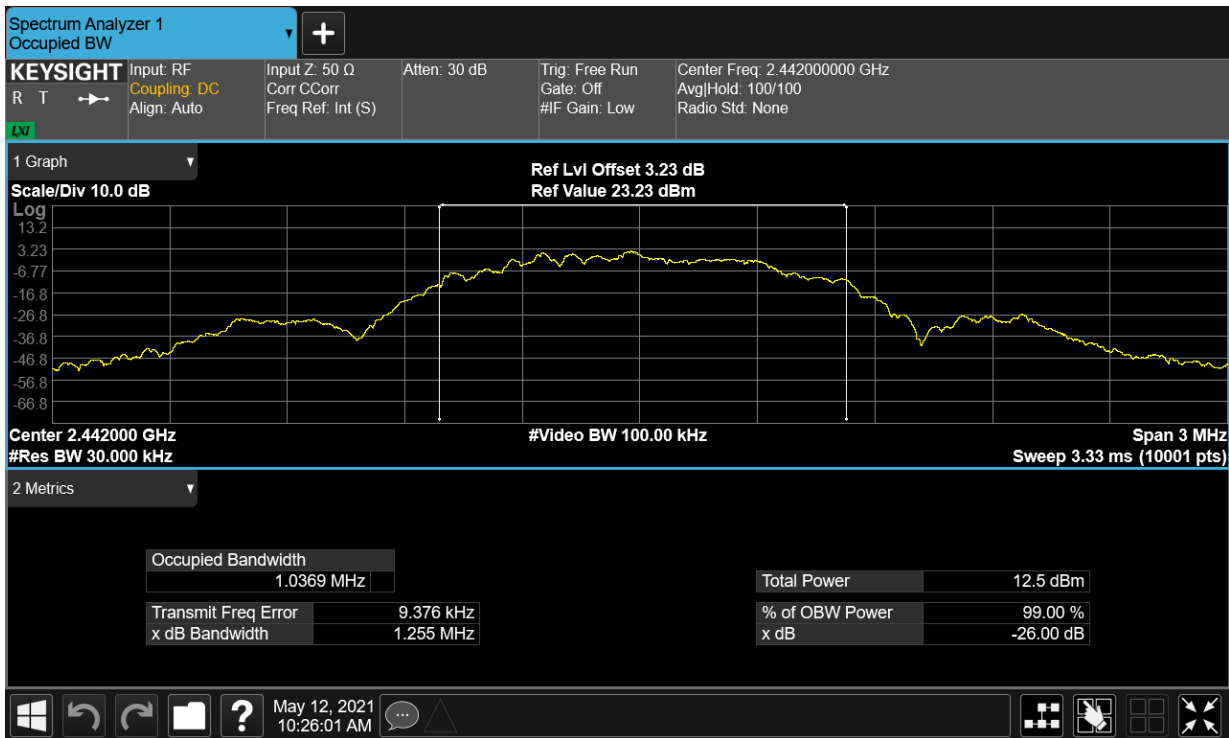 Spectrum Analyzer 1
Occupied BW
▼
+
KEYSIGHT
R T
LXI
Input: RF
Coupling: DC
Align: Auto
Input Z: 50 Ω
Corr CCorr
Freq Ref: Int (S)
Atten: 30 dB
Trig: Free Run
Gate: Off
#IF Gain: Low
Center Freq: 2.442000000 GHz
Avg|Hold: 100/100
Radio Std: None
1 Graph
Ref Lvl Offset 3.23 dB
Scale/Div 10.0 dB
Ref Value 23.23 dBm
Log
13.2
3.23
-6.77
-16.8
-26.8
-36.8
-46.8
-56.8
-66.8
Center 2.442000 GHz
#Video BW 100.00 kHz
Span 3 MHz
#Res BW 30.000 kHz
Sweep 3.33 ms (10001 pts)
2 Metrics
Occupied Bandwidth
1.0369 MHz
Total Power 12.5 dBm
Transmit Freq Error 9.376 kHz
% of OBW Power 99.00 %
x dB Bandwidth 1.255 MHz
x dB -26.00 dB
?
May 12, 2021
10:26:01 AM